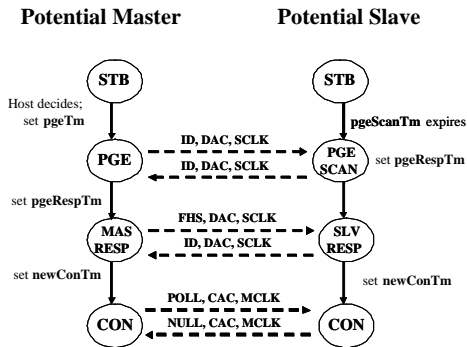 Potential Master
Potential Slave
STB
STB
Host decides;
set pgeTm
pgeScanTm expires
ID, DAC, SCLK
PGE
PGE
SCAN
ID, DAC, SCLK
set pgeRespTm
set pgeRespTm
FHS, DAC, SCLK
MAS
RESP
SLV
RESP
ID, DAC, SCLK
set newConTm
set newConTm
POLL, CAC, MCLK
CON
CON
NULL, CAC, MCLK